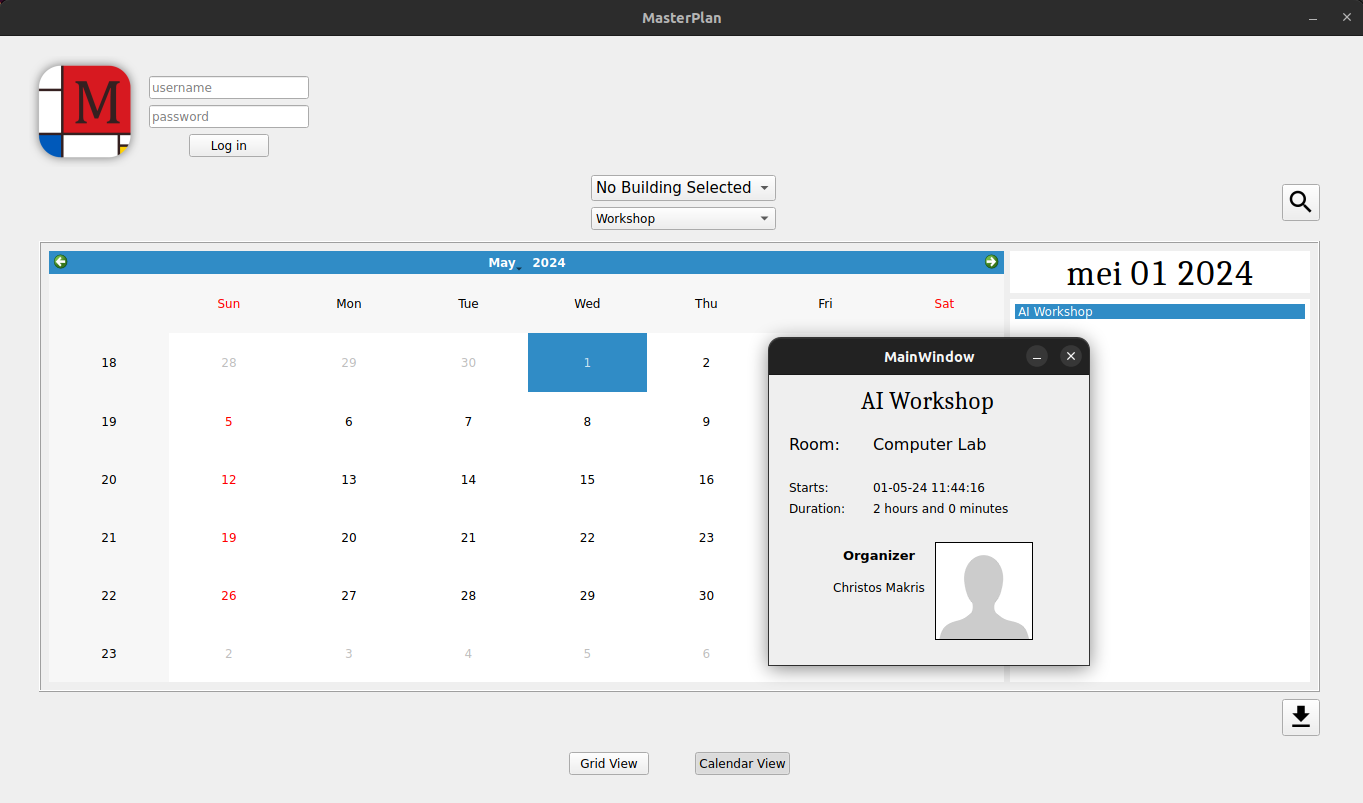 MasterPlan
M
username
password
Log in
No Building Selected
Workshop
May 2024
Sun Mon Tue Wed Thu Fri Sat
18 28 29 30 1 2
19 5 6 7 8 9
20 12 13 14 15 16
21 19 20 21 22 23
22 26 27 28 29 30
23 2 3 4 5 6
mei 01 2024
AI Workshop
MainWindow
AI Workshop
Room: Computer Lab
Starts: 01-05-24 11:44:16
Duration: 2 hours and 0 minutes
Organizer
Christos Makris
Grid View
Calendar View